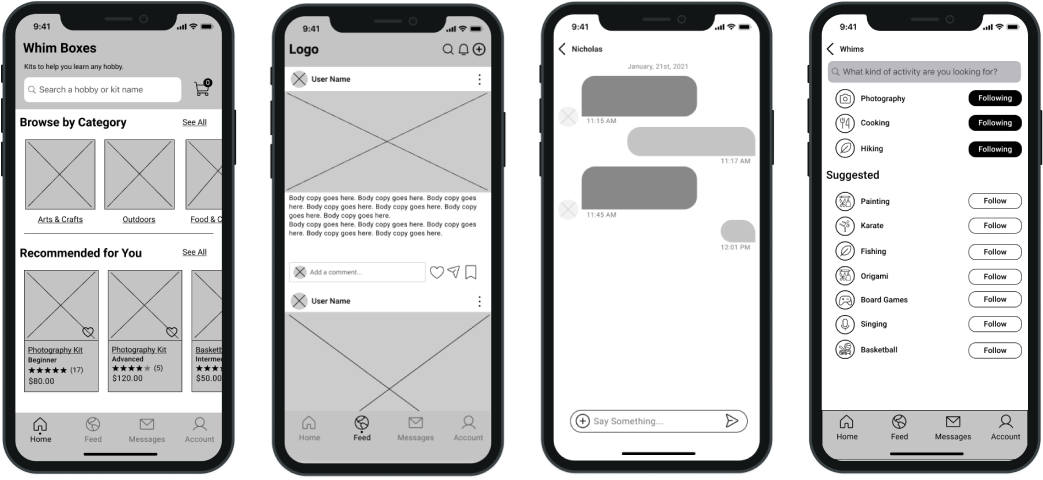 9:41
Whim Boxes
Kits to help you learn any hobby.
Search a hobby or kit name
0
Browse by Category
See All
Arts & Crafts
Outdoors
Food & C
Recommended for You
See All
Photography Kit
Beginner
(17)
$80.00
Photography Kit
Advanced
(5)
$120.00
Basketb
Interme
$50.00
Home
Feed
Messages
Account
9:41
Logo
User Name
Body copy goes here. Body copy goes here. Body copy goes
here. Body copy goes here. Body copy goes here. Body copy
goes here. Body copy goes here.
Body copy goes here. Body copy goes here. Body copy goes
here. Body copy goes here. Body copy goes here.
Add a comment...
User Name
Home
Feed
Messages
Account
9:41
Nicholas
January, 21st, 2021
11:15 AM
11:17 AM
11:45 AM
12:01 PM
Say Something...
9:41
Whims
What kind of activity are you looking for?
Photography
Following
Cooking
Following
Hiking
Following
Suggested
Painting
Follow
Karate
Follow
Fishing
Follow
Origami
Follow
Board Games
Follow
Singing
Follow
Basketball
Follow
Home
Feed
Messages
Account